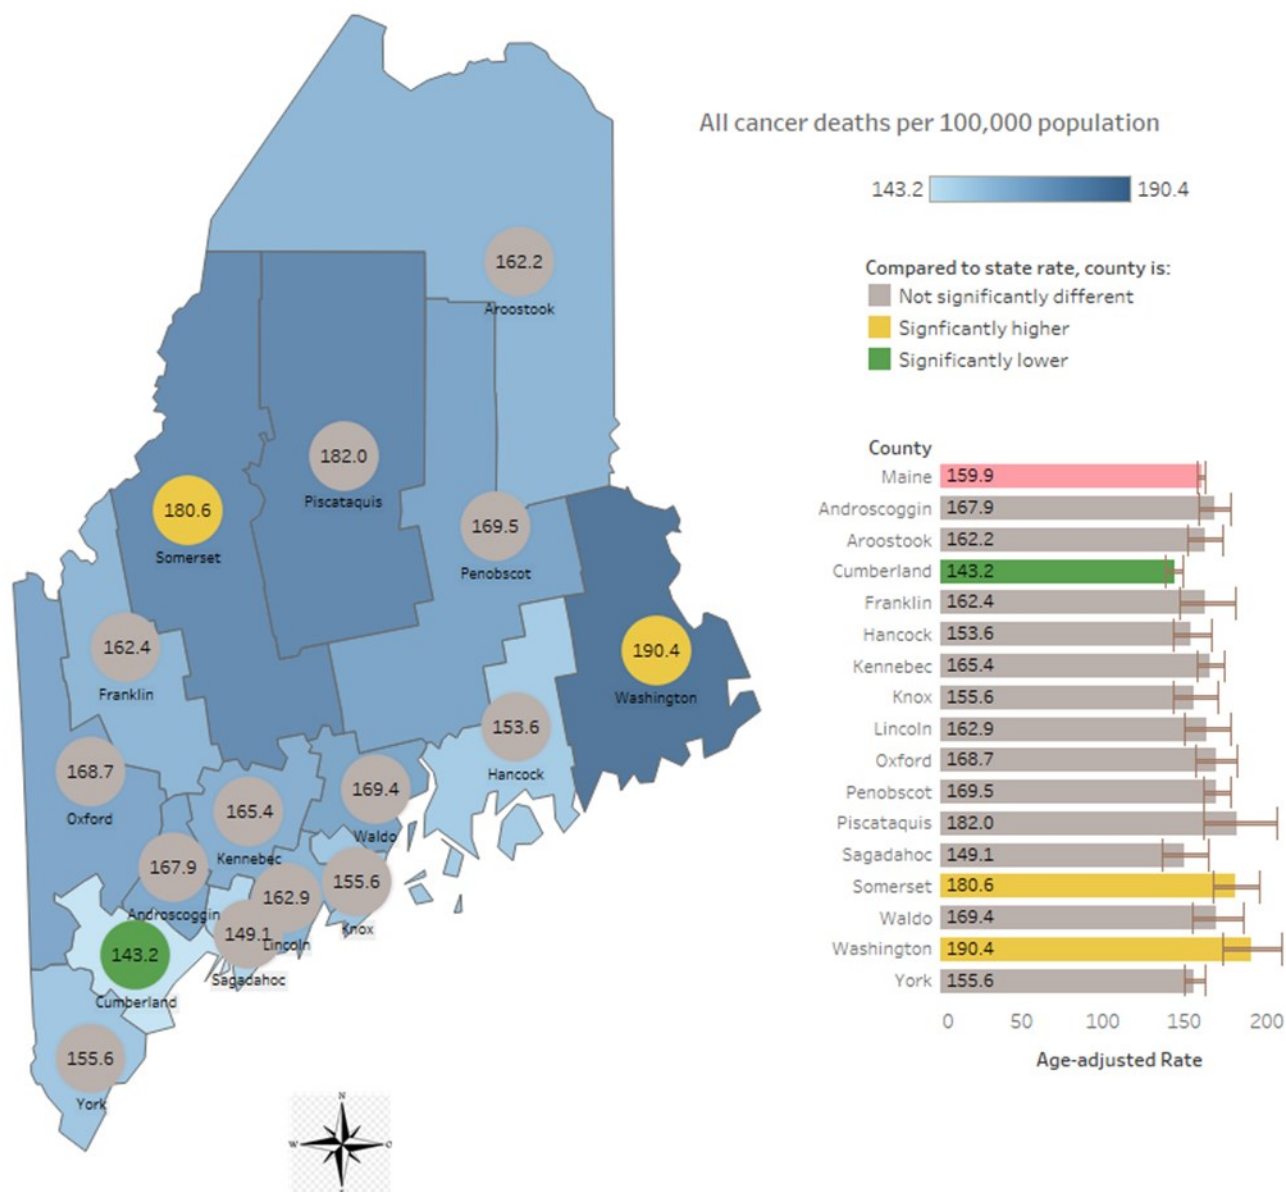 All cancer deaths per 100,000 population
143.2 190.4
Compared to state rate, county is:
Not significantly different
Signficantly higher
Significantly lower
162.2
Aroostook
182.0
Piscataquis
180.6
Somerset
169.5
Penobscot
162.4
Franklin
190.4
Washington
153.6
Hancock
168.7
Oxford
169.4
Waldo
165.4
Kennebec
167.9
Androscoggin
155.6
Knox
162.9
Lincoln
149.1
Sagadahoc
143.2
Cumberland
155.6
York
N
W
County
Maine 159.9
Androscoggin 167.9
Aroostook 162.2
Cumberland 143.2
Franklin 162.4
Hancock 153.6
Kennebec 165.4
Knox 155.6
Lincoln 162.9
Oxford 168.7
Penobscot 169.5
Piscataquis 182.0
Sagadahoc 149.1
Somerset 180.6
Waldo 169.4
Washington 190.4
York 155.6
0 50 100 150 200
Age-adjusted Rate